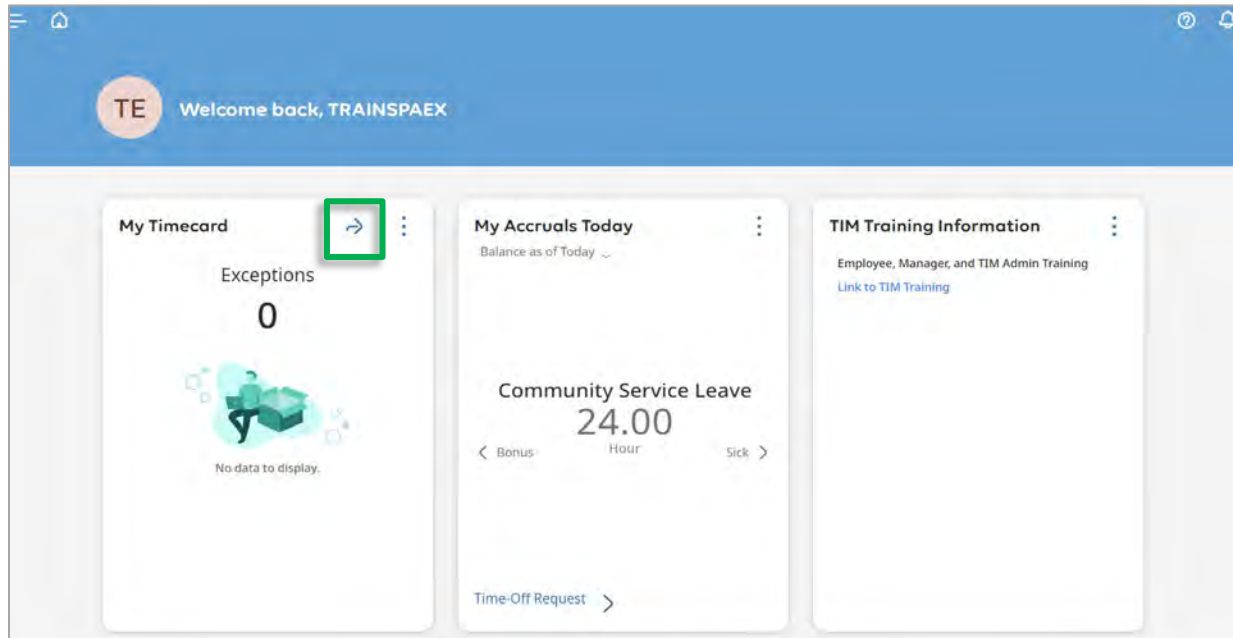 TE
Welcome back, TRAINSPAEX
My Timecard
Exceptions
0
No data to display.
My Accruals Today
Balance as of Today
Community Service Leave
24.00
Hour
Bonus
Sick
Time-Off Request
TIM Training Information
Employee, Manager, and TIM Admin Training
Link to TIM Training